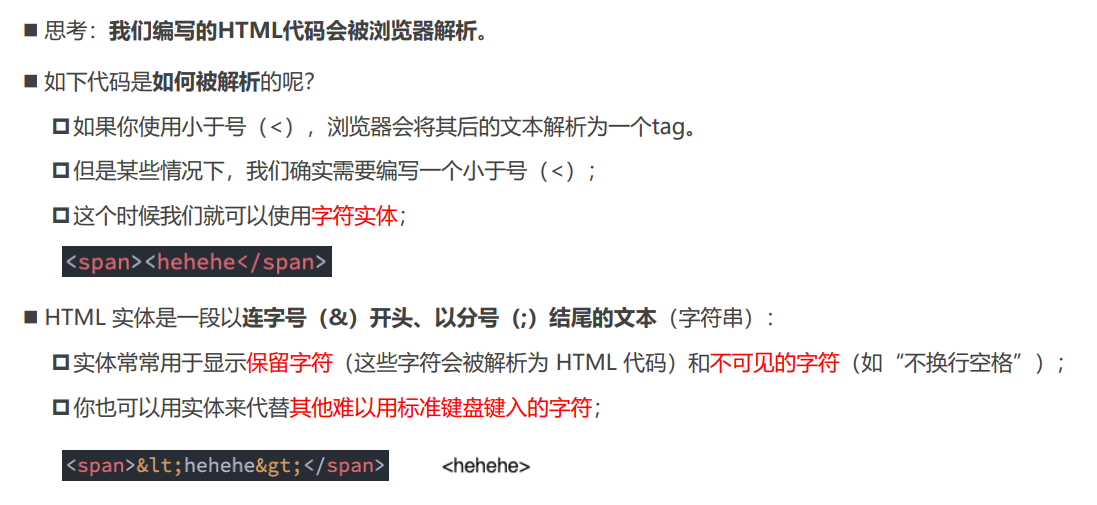 思考：我们编写的HTML代码会被浏览器解析。
如下代码是如何被解析的呢？
如果你使用小于号（<），浏览器会将其后的文本解析为一个tag。
但是某些情况下，我们确实需要编写一个小于号（<）；
这个时候我们就可以使用字符实体；
<span><hehehe</span>
HTML 实体是一段以连字号（&）开头、以分号（;）结尾的文本（字符串）：
实体常常用于显示保留字符（这些字符会被解析为 HTML 代码）和不可见的字符（如“不换行空格”）；
你也可以用实体来代替其他难以用标准键盘键入的字符；
<span>&lt;hehehe&gt;</span> <hehehe>